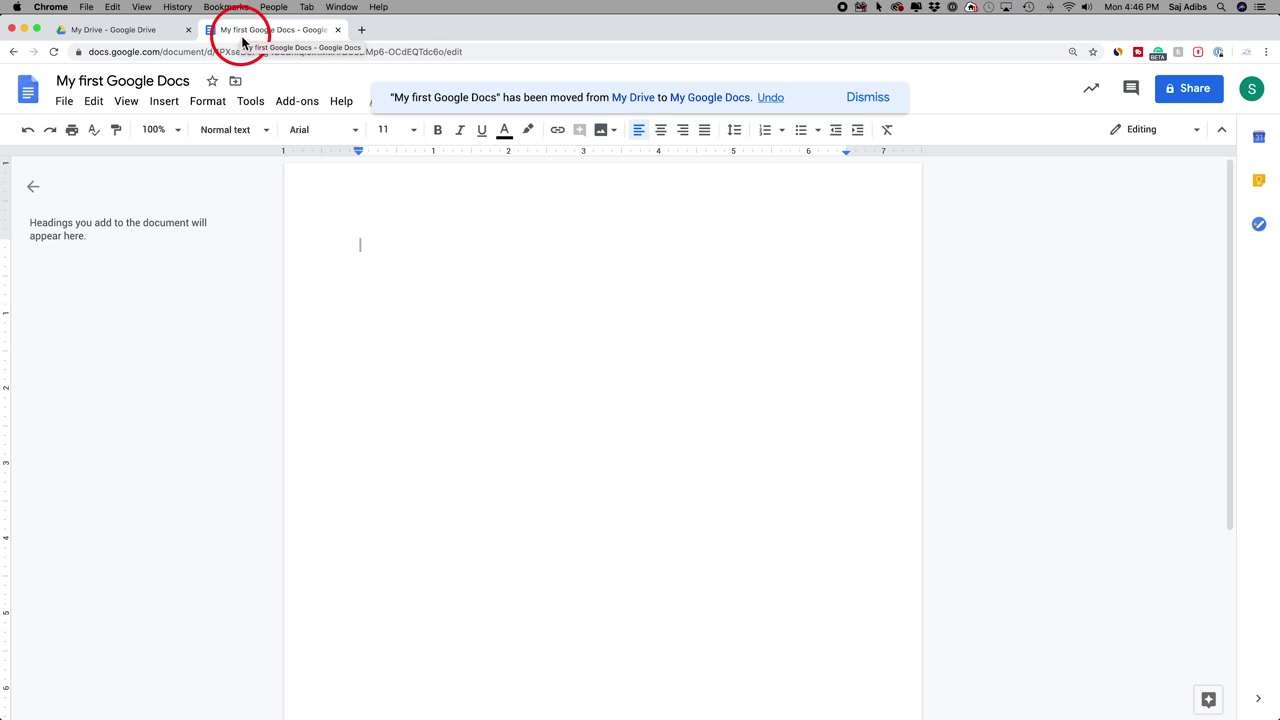 Chrome File Edit View History Bookmarks People Tab Window Help Mon 4:46 PM Saj Adibs
My Drive - Google Drive My first Google Docs - Google
docs.google.com/document/d/ Mp6-OCdEQTdc6o/edit
My first Google Docs - Google Docs
BETA
My first Google Docs
File Edit View Insert Format Tools Add-ons Help
"My first Google Docs" has been moved from My Drive to My Google Docs. Undo Dismiss
Share
S
100% Normal text Arial 11 B I U A Editing
1 1 2 3 4 5 6 7
31
Headings you add to the document will
appear here.
1
1
2
3
4
5
6